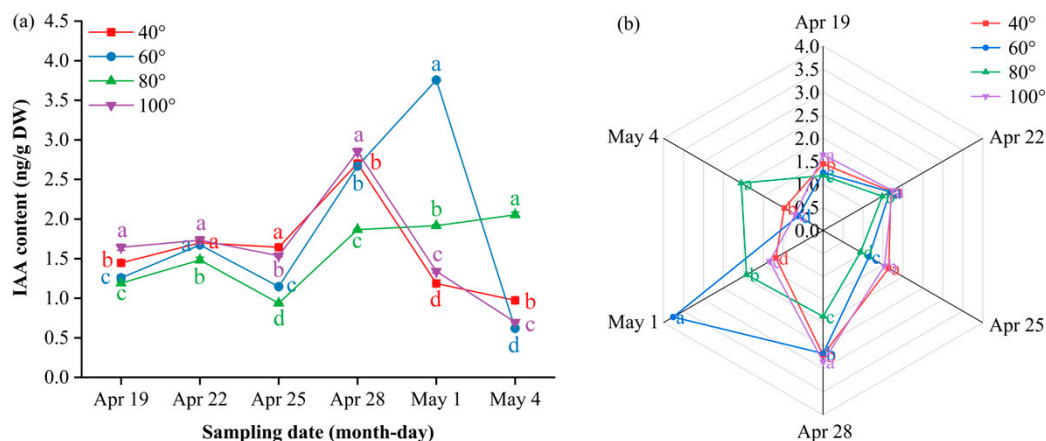 (a)
4.5
4.0
3.5
3.0
2.5
2.0
1.5
1.0
0.5
0.0
IAA content (ng/g DW)
40°
60°
80°
100°
a
b
c
c
a
a
a
b
a
b
c
d
a
b
b
c
a
b
c
d
a
b
c
d
Apr 19
Apr 22
Apr 25
Apr 28
May 1
May 4
Sampling date (month-day)
(b)
Apr 19
40°
60°
80°
100°
4.0
3.5
3.0
2.5
2.0
1.5
1.0
0.5
0.0
May 4
Apr 22
May 1
Apr 25
Apr 28
a
b
c
a
b
a
b
d
b
d
c
a
a
b
d
c
b
a